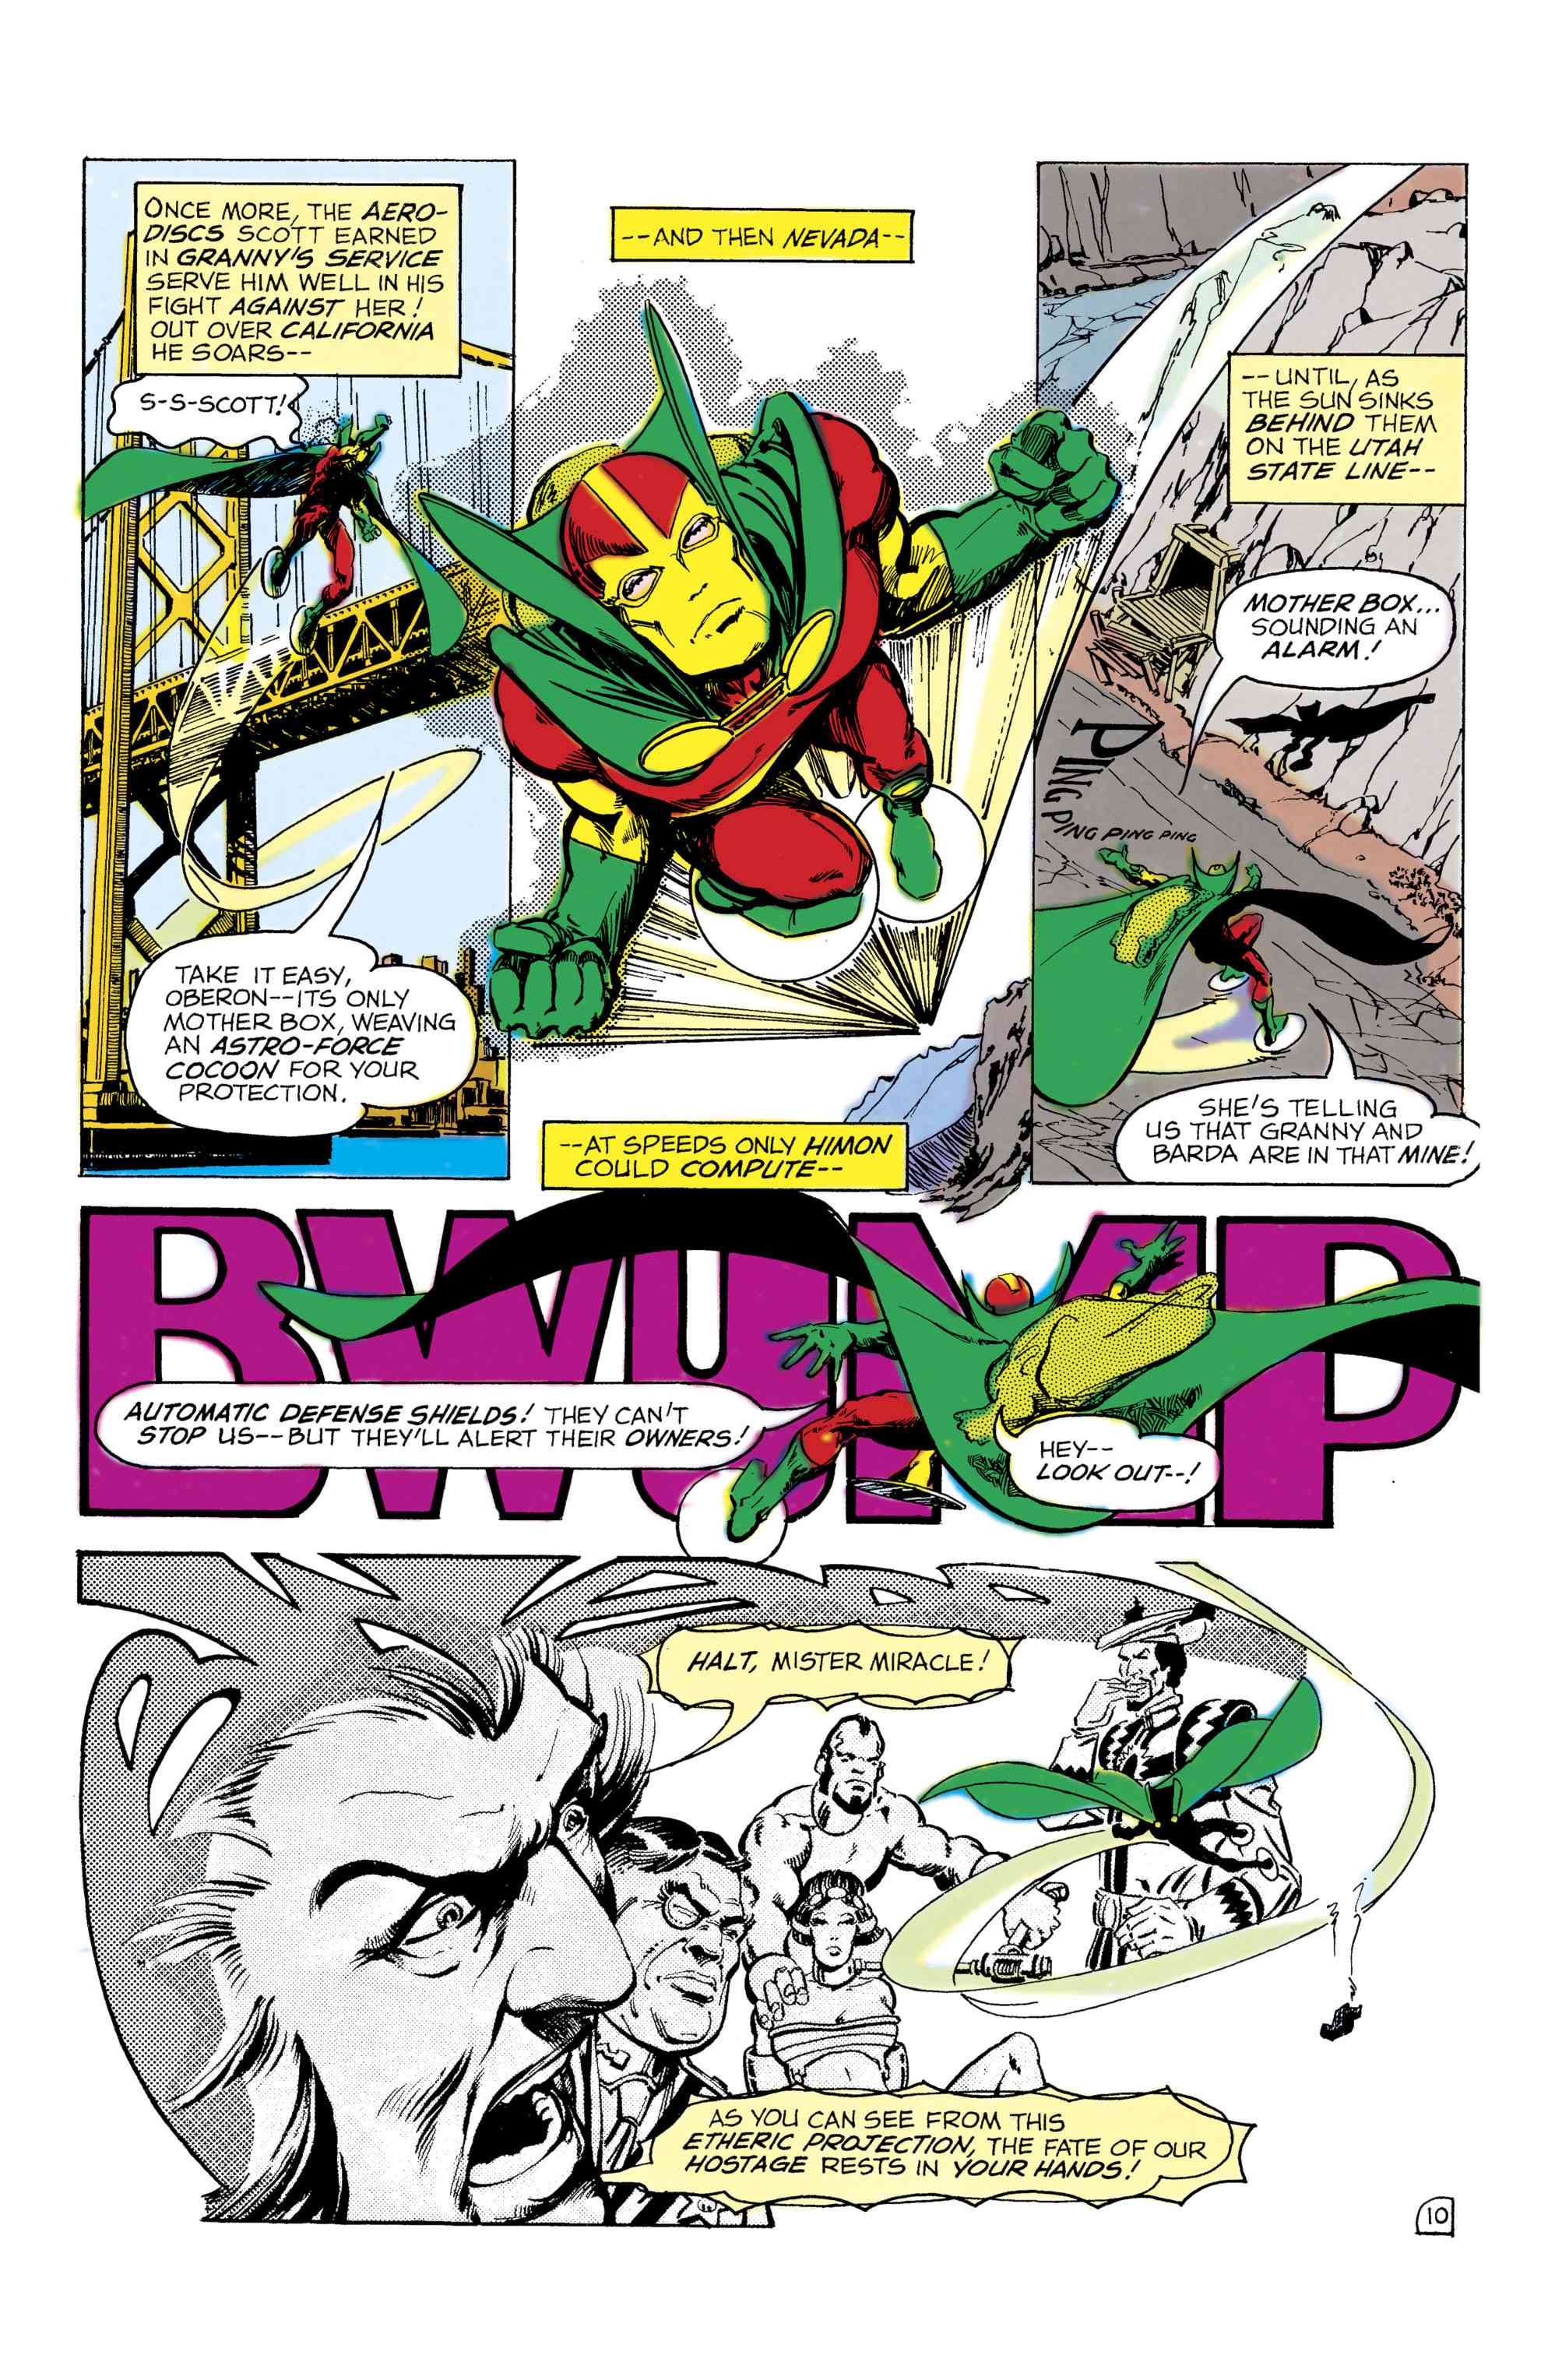 ONCE MORE, THE AERO-
DISCS SCOTT EARNED
IN GRANNY'S SERVICE
SERVE HIM WELL IN HIS
FIGHT AGAINST HER!
OUT OVER CALIFORNIA
HE SOARS--
S-S-SCOTT!
TAKE IT EASY,
OBERON--ITS ONLY
MOTHER BOX, WEAVING
AN ASTRO-FORCE
COCOON FOR YOUR
PROTECTION.
--AND THEN NEVADA--
--AT SPEEDS ONLY HIMON
COULD COMPUTE--
--UNTIL, AS
THE SUN SINKS
BEHIND THEM
ON THE UTAH
STATE LINE--
MOTHER BOX...
SOUNDING AN
ALARM!
PING PING PING PING
SHE'S TELLING
US THAT GRANNY AND
BARDA ARE IN THAT MINE!
BWUMP
AUTOMATIC DEFENSE SHIELDS! THEY CAN'T
STOP US--BUT THEY'LL ALERT THEIR OWNERS!
HEY--
LOOK OUT--!
HALT, MISTER MIRACLE!
AS YOU CAN SEE FROM THIS
ETHERIC PROJECTION, THE FATE OF OUR
HOSTAGE RESTS IN YOUR HANDS!
10